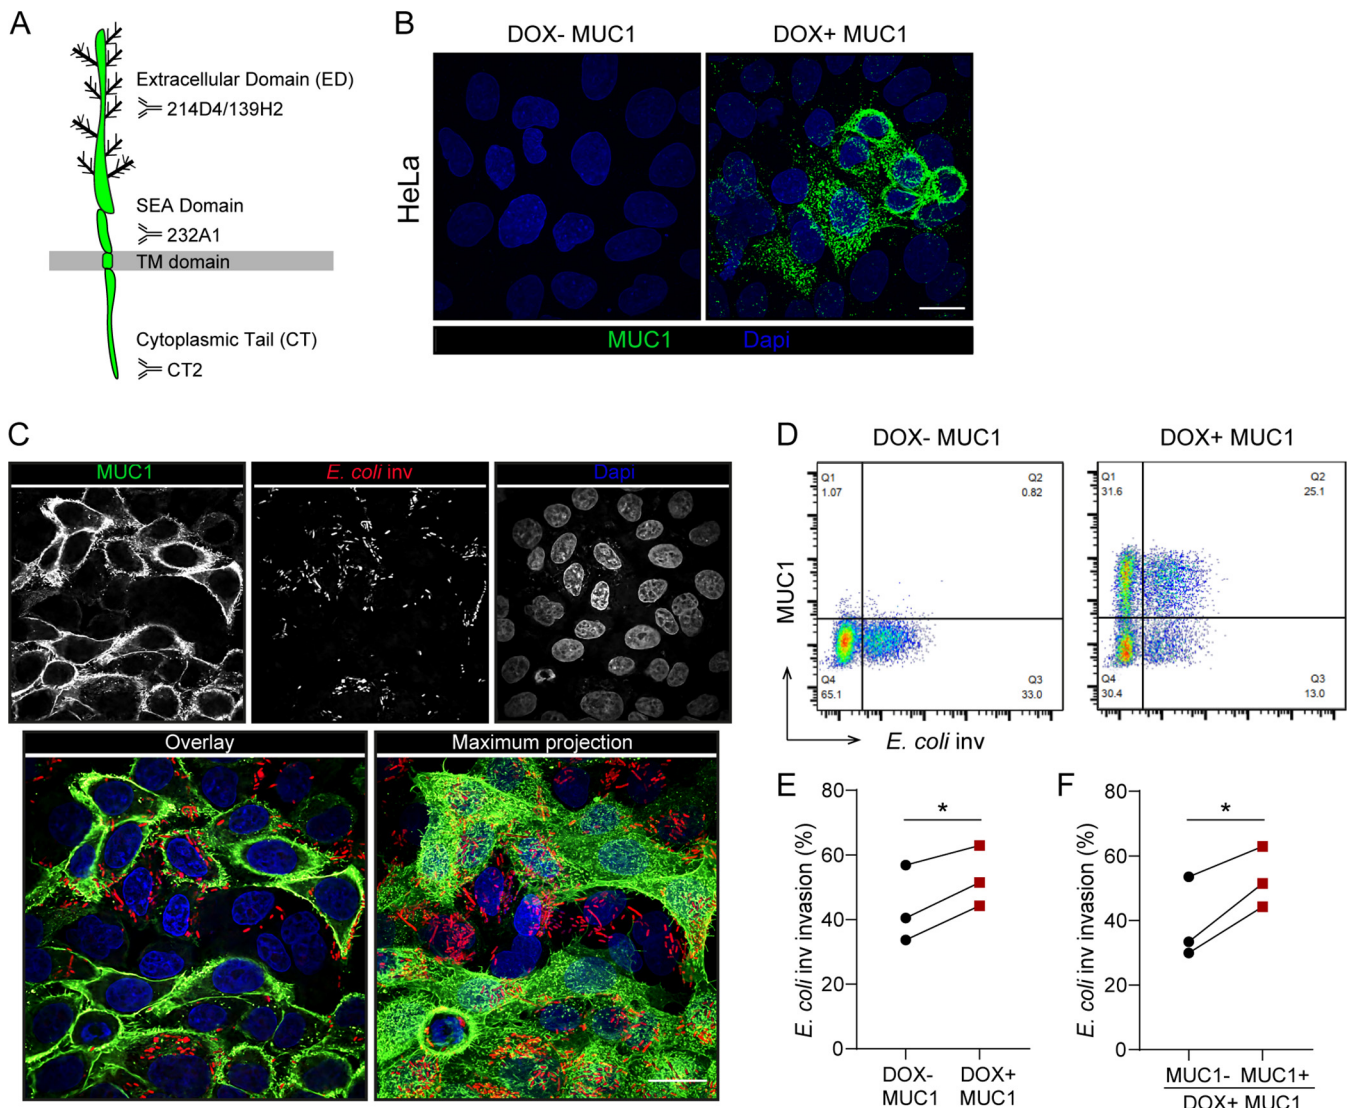 A
Extracellular Domain (ED)
214D4/139H2
SEA Domain
232A1
TM domain
Cytoplasmic Tail (CT)
CT2
B
DOX- MUC1
DOX+ MUC1
HeLa
MUC1 Dapi
C
MUC1
E. coli inv
Dapi
Overlay
Maximum projection
D
DOX- MUC1
DOX+ MUC1
Q1
1.07
Q2
0.82
Q4
65.1
Q3
33.0
Q1
31.6
Q2
25.1
Q4
30.4
Q3
13.0
MUC1
E. coli inv
E
80
60
40
20
0
*
E. coli inv invasion (%)
DOX- DOX+
MUC1 MUC1
F
80
60
40
20
0
*
E. coli inv invasion (%)
MUC1- MUC1+
DOX+ MUC1